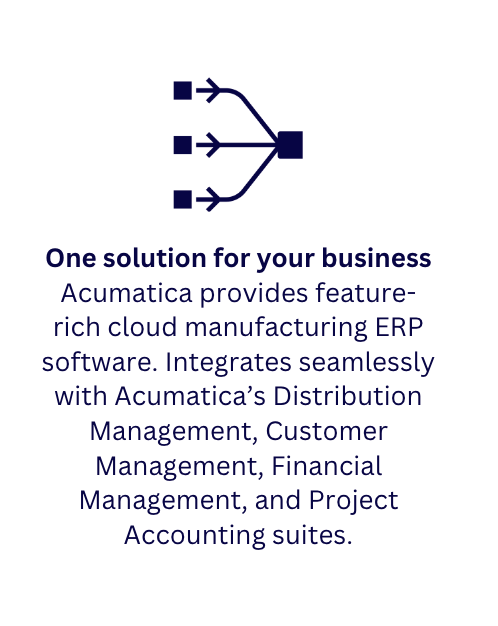 One solution for your business
Acumatica provides feature-
rich cloud manufacturing ERP
software. Integrates seamlessly
with Acumatica’s Distribution
Management, Customer
Management, Financial
Management, and Project
Accounting suites.